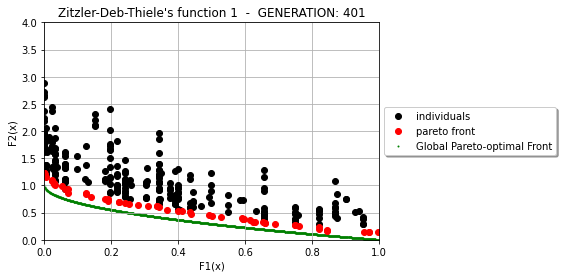 Zitzler-Deb-Thiele's function 1 - GENERATION: 401
4.0
3.5
3.0
2.5
2.0
1.5
1.0
0.5
0.0
F2(x)
0.0 0.2 0.4 0.6 0.8 1.0
F1(x)
individuals
pareto front
Global Pareto-optimal Front